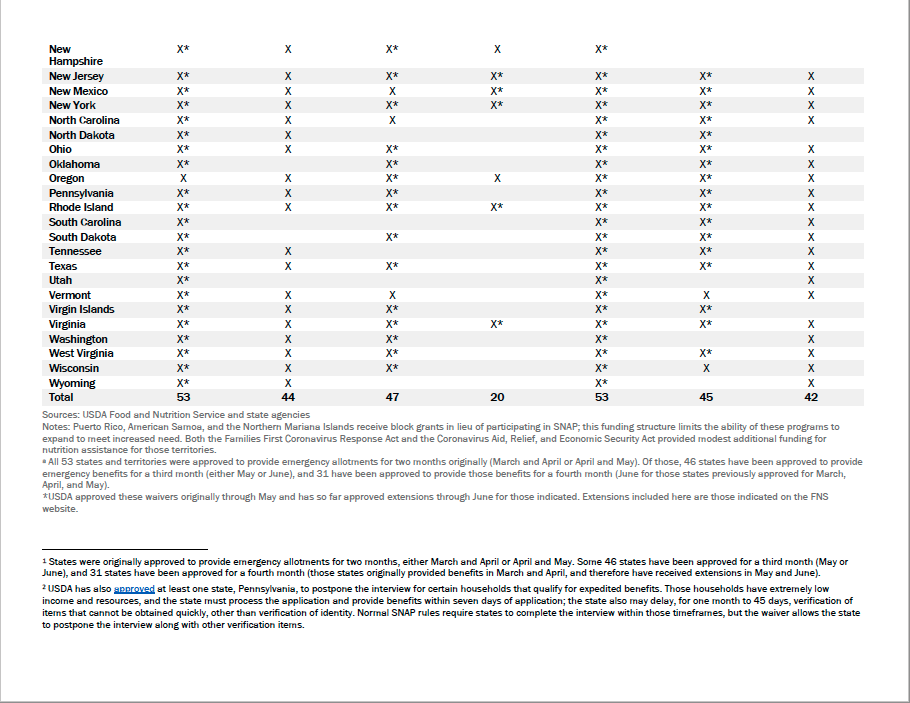 New X* X X* X X*
Hampshire
New Jersey X* X X* X* X* X* X
New Mexico X* X X X* X* X* X
New York X* X X* X* X* X* X
North Carolina X* X X X* X* X
North Dakota X* X X* X*
Ohio X* X X* X* X* X
Oklahoma X* X* X* X* X
Oregon X X X* X X* X* X
Pennsylvania X* X X* X* X* X
Rhode Island X* X X* X* X* X* X
South Carolina X* X* X* X
South Dakota X* X* X* X* X
Tennessee X* X X* X* X
Texas X* X X* X* X* X
Utah X* X* X
Vermont X* X X X* X X
Virgin Islands X* X X* X* X*
Virginia X* X X* X* X* X* X
Washington X* X X* X* X
West Virginia X* X X* X* X* X
Wisconsin X* X X* X* X X
Wyoming X* X X* X
Total 53 44 47 20 53 45 42
Sources: USDA Food and Nutrition Service and state agencies
Notes: Puerto Rico, American Samoa, and the Northern Mariana Islands receive block grants in lieu of participating in SNAP; this funding structure limits the ability of these programs to
expand to meet increased need. Both the Families First Coronavirus Response Act and the Coronavirus Aid, Relief, and Economic Security Act provided modest additional funding for
nutrition assistance for those territories.
ª All 53 states and territories were approved to provide emergency allotments for two months originally (March and April or April and May). Of those, 46 states have been approved to provide
emergency benefits for a third month (either May or June), and 31 have been approved to provide those benefits for a fourth month (June for those states previously approved for March,
April, and May).
*USDA approved these waivers originally through May and has so far approved extensions through June for those indicated. Extensions included here are those indicated on the FNS
website.
¹ States were originally approved to provide emergency allotments for two months, either March and April or April and May. Some 46 states have been approved for a third month (May or
June), and 31 states have been approved for a fourth month (those states originally provided benefits in March and April, and therefore have received extensions in May and June).
² USDA has also approved at least one state, Pennsylvania, to postpone the interview for certain households that qualify for expedited benefits. Those households have extremely low
income and resources, and the state must process the application and provide benefits within seven days of application; the state also may delay, for one month to 45 days, verification of
items that cannot be obtained quickly, other than verification of identity. Normal SNAP rules require states to complete the interview within those timeframes, but the waiver allows the state
to postpone the interview along with other verification items.